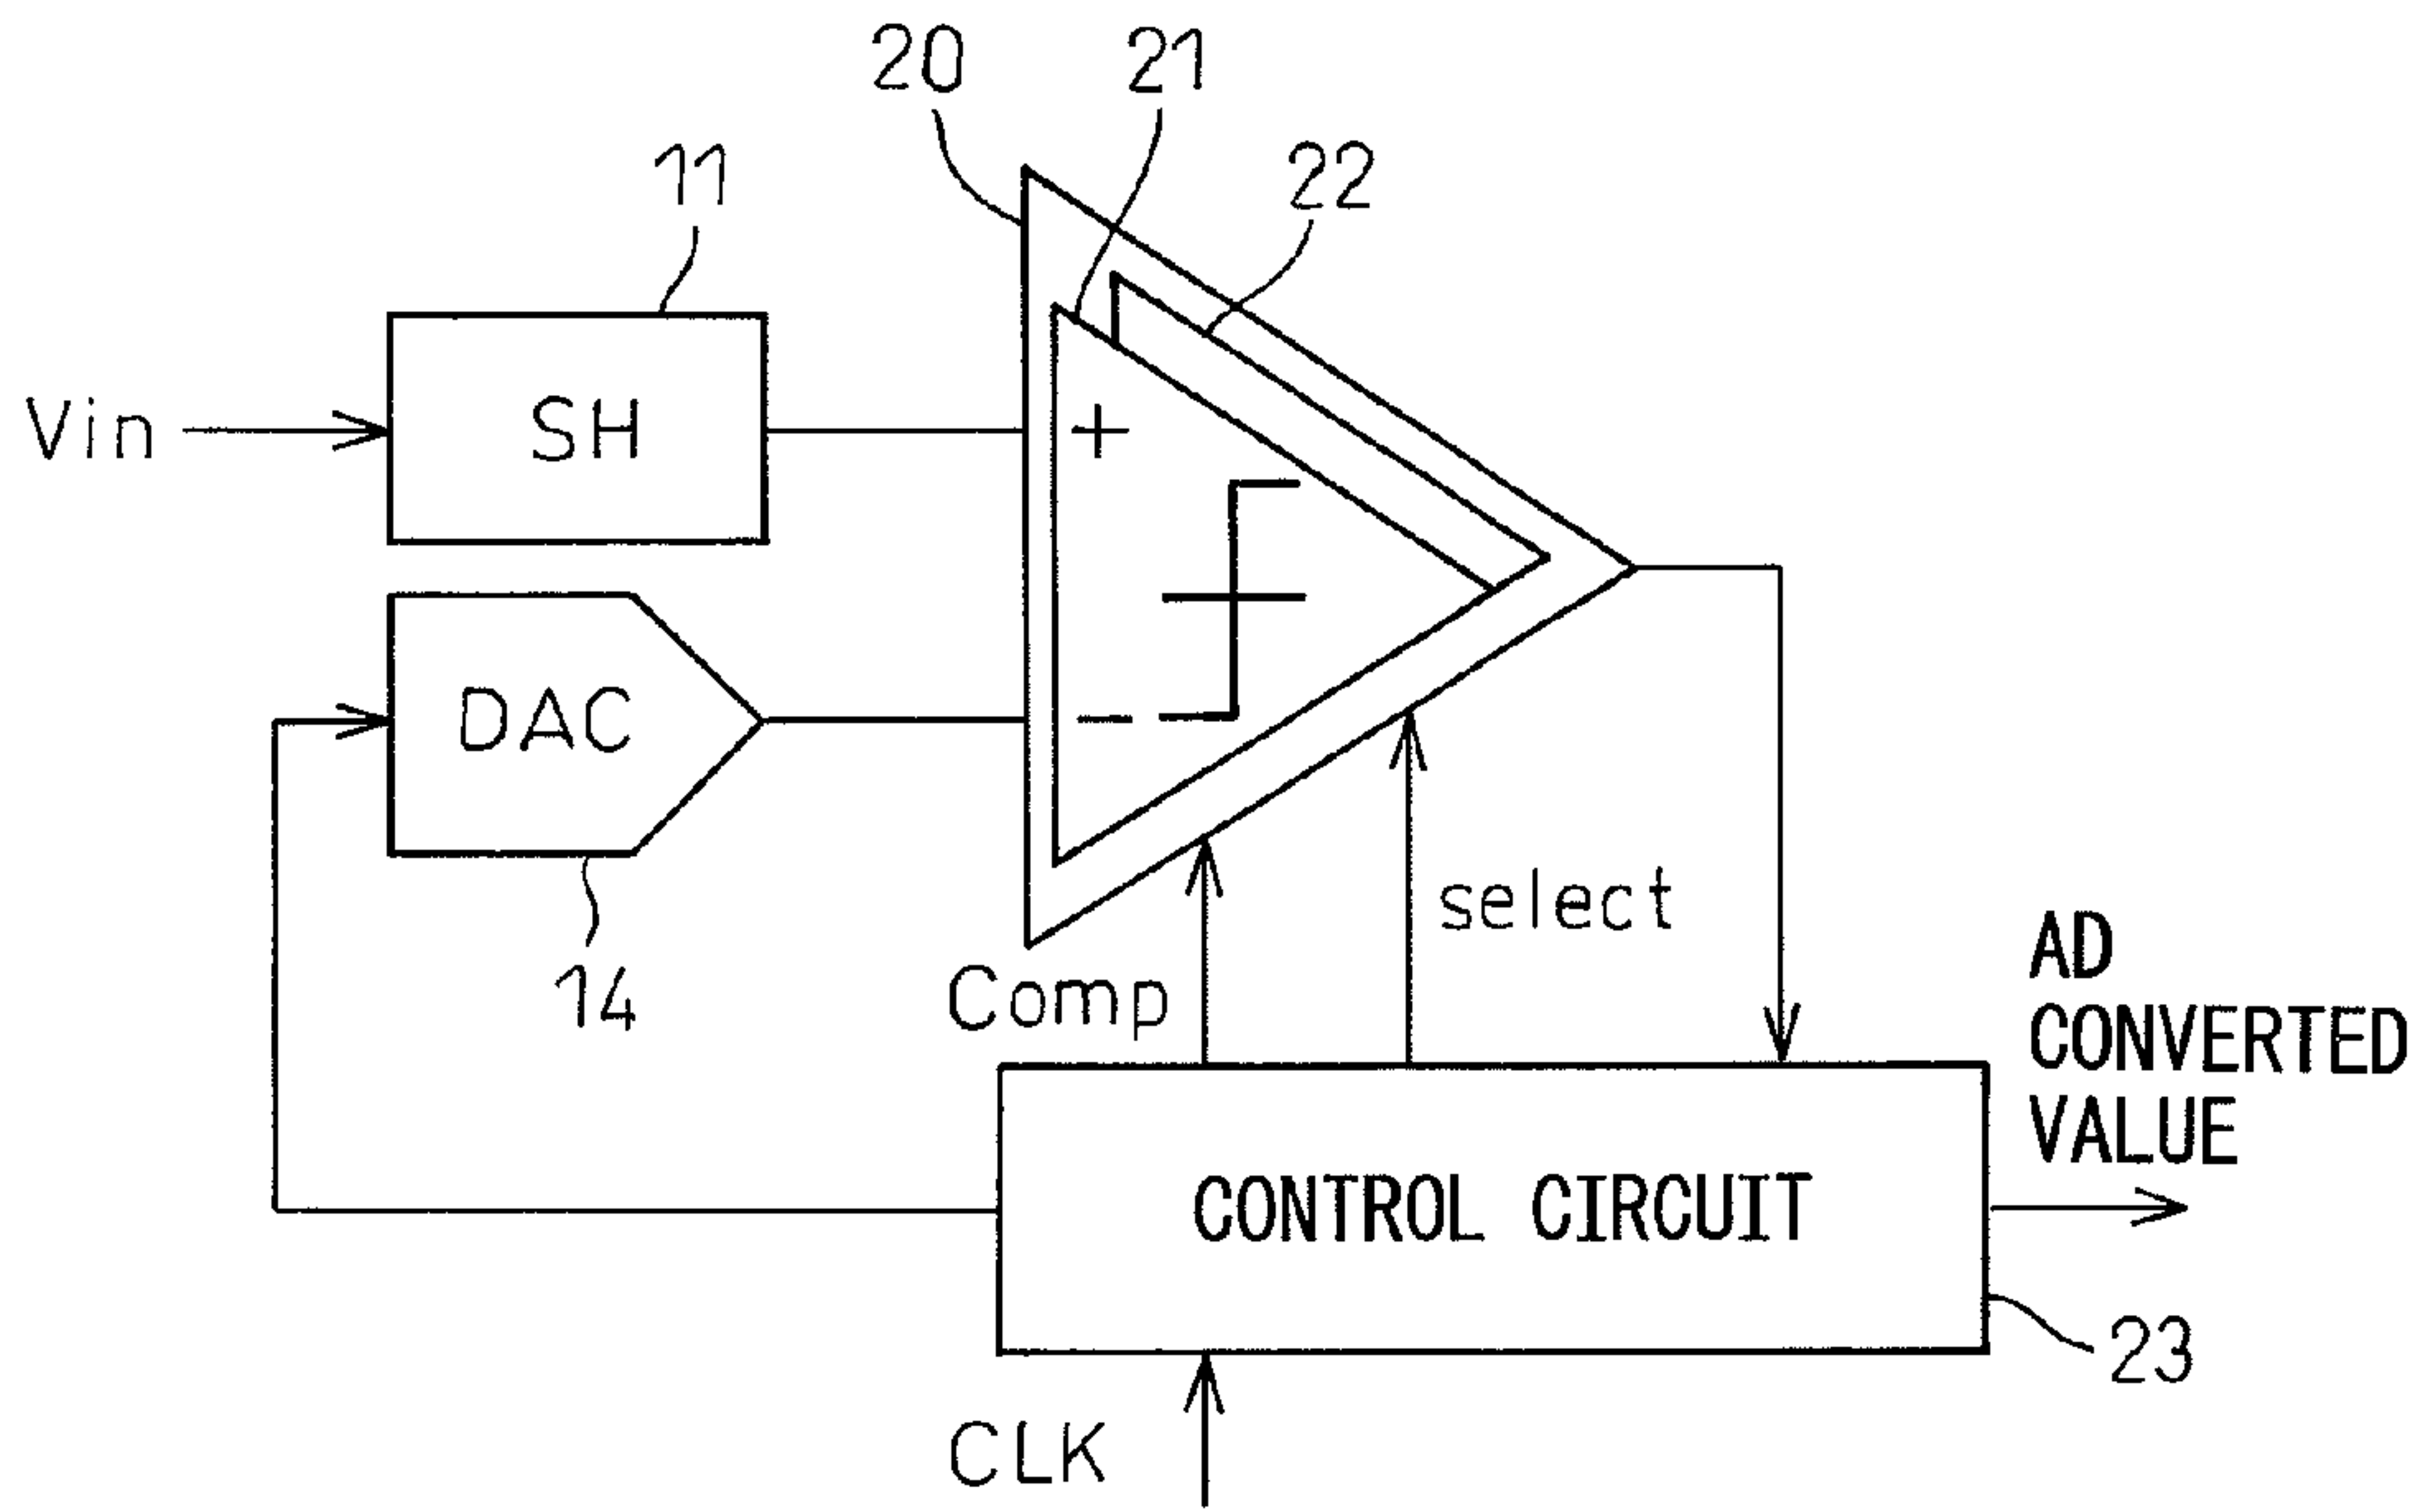 20
21
22
11
Vin
SH
+
DAC
−
14
select
Comp
AD
CONVERTED
VALUE
CONTROL CIRCUIT
23
CLK